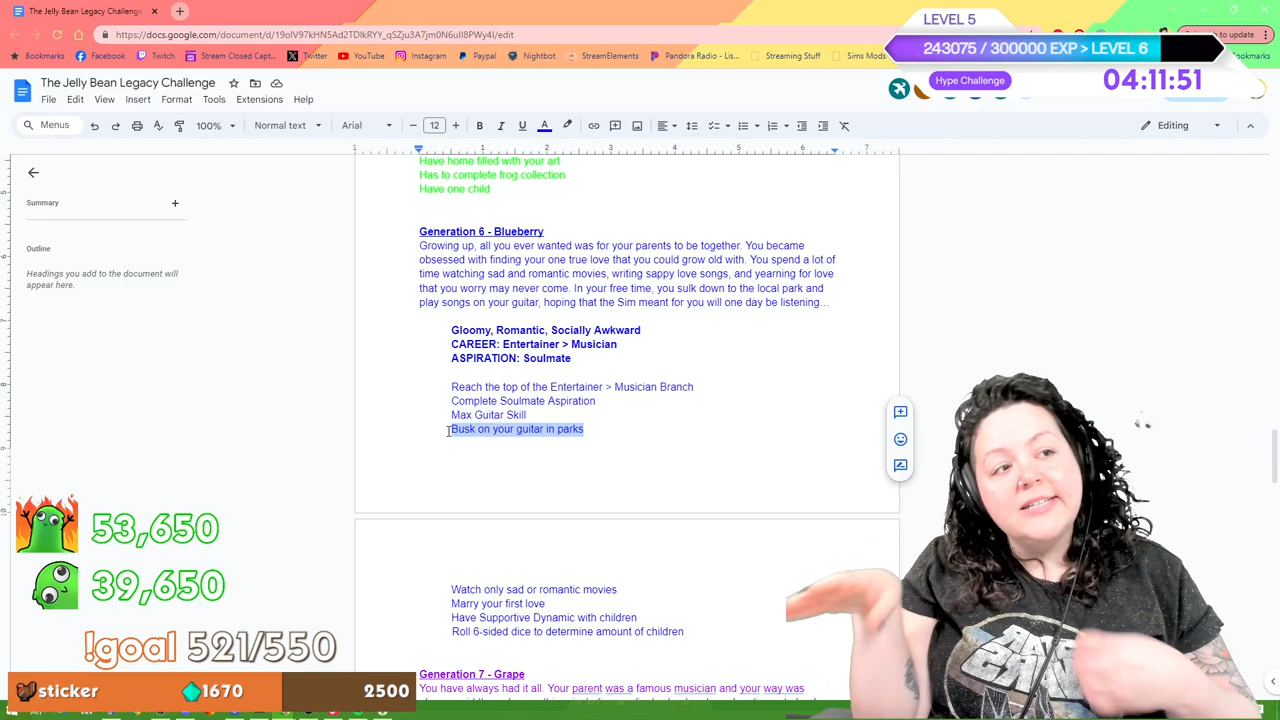 The Jelly Bean Legacy Challenge
https://docs.google.com/document/d/19olV97kHN5Ad2TDlkRYY_qSZju3A7jm0N6uIl8PWy4I/edit
Bookmarks
Facebook
Twitch
Stream Closed Capt...
Twitter
YouTube
Instagram
Paypal
Nightbot
StreamElements
Pandora Radio - Lis...
Streaming Stuff
Sims Mods
LEVEL 5
243075 / 300000 EXP > LEVEL 6
Hype Challenge
04:11:51
The Jelly Bean Legacy Challenge
File Edit View Insert Format Tools Extensions Help
Menus 100% Normal text Arial 12 Editing
Summary
Outline
Headings you add to the document will
appear here.
Have home filled with your art
Has to complete frog collection
Have one child
Generation 6 - Blueberry
Growing up, all you ever wanted was for your parents to be together. You became
obsessed with finding your one true love that you could grow old with. You spend a lot of
time watching sad and romantic movies, writing sappy love songs, and yearning for love
that you worry may never come. In your free time, you sulk down to the local park and
play songs on your guitar, hoping that the Sim meant for you will one day be listening…
Gloomy, Romantic, Socially Awkward
CAREER: Entertainer > Musician
ASPIRATION: Soulmate
Reach the top of the Entertainer > Musician Branch
Complete Soulmate Aspiration
Max Guitar Skill
Busk on your guitar in parks
Watch only sad or romantic movies
Marry your first love
Have Supportive Dynamic with children
Roll 6-sided dice to determine amount of children
Generation 7 - Grape
You have always had it all. Your parent was a famous musician and your way was
53,650
39,650
!goal 521/550
sticker 1670 2500